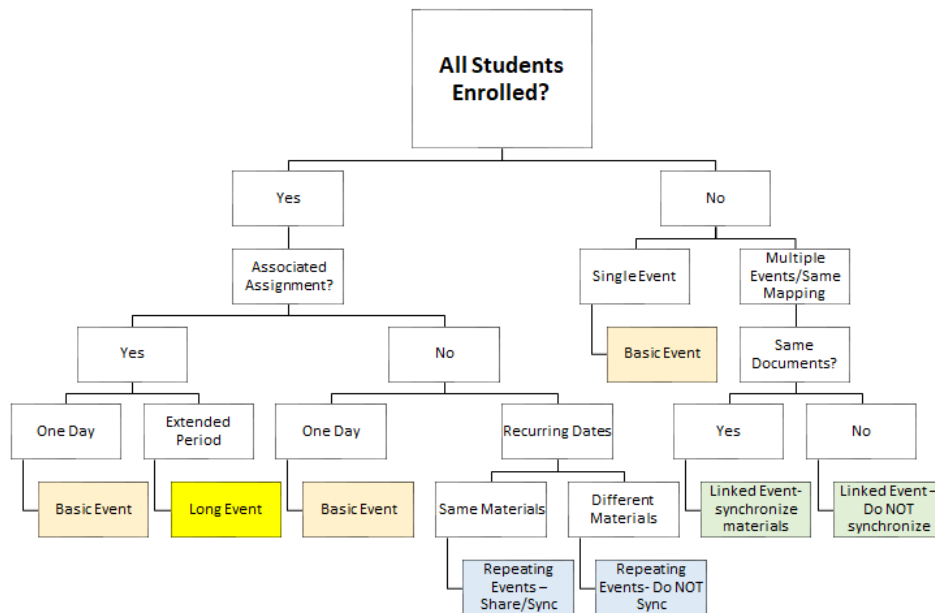 All Students
Enrolled?
Yes
No
Associated
Assignment?
Single Event
Multiple
Events/Same
Mapping
Yes
No
Basic Event
Same
Documents?
One Day
Extended
Period
One Day
Recurring Dates
Yes
No
Basic Event
Long Event
Basic Event
Same Materials
Different
Materials
Linked Event-
synchronize
materials
Linked Event –
Do NOT
synchronize
Repeating
Events –
Share/Sync
Repeating
Events- Do NOT
Sync